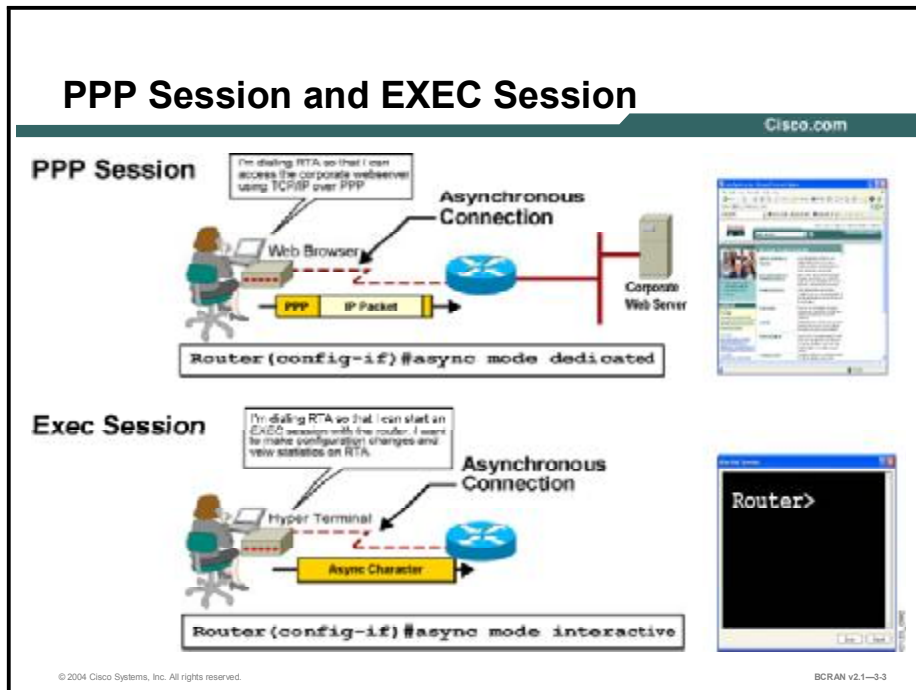 PPP Session and EXEC Session
Cisco.com
PPP Session
I'm dialing RTA so that I can
access the corporate webserver
using TCP/IP over PPP
Asynchronous
Connection
Web Browser
PPP
IP Packet
Corporate
Web Server
Router(config-if)#async mode dedicated
Exec Session
I'm dialing RTA so that I can start an
EXEC session with the router. I want
to make configuration changes and
veiw statistics on RTA.
Asynchronous
Connection
Hyper Terminal
Async Character
Router>
Router(config-if)#async mode interactive
© 2004 Cisco Systems, Inc. All rights reserved.
BCRAN v2.1—3-3